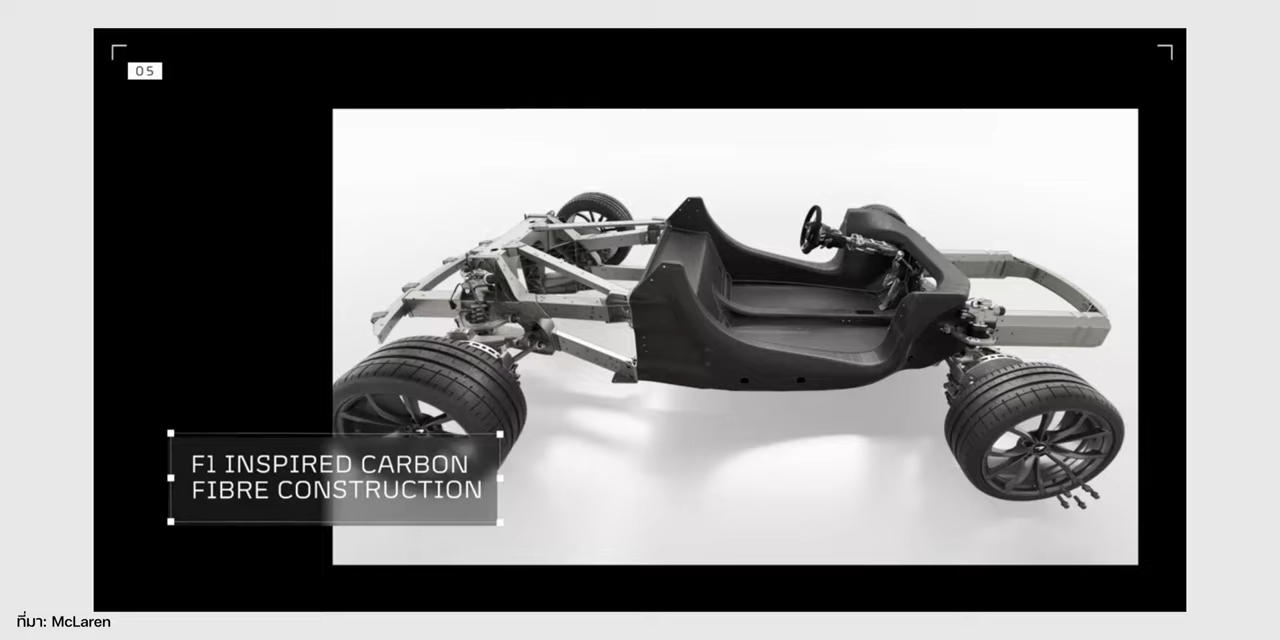 05
F1 INSPIRED CARBON
FIBRE CONSTRUCTION
ที่มา: McLaren